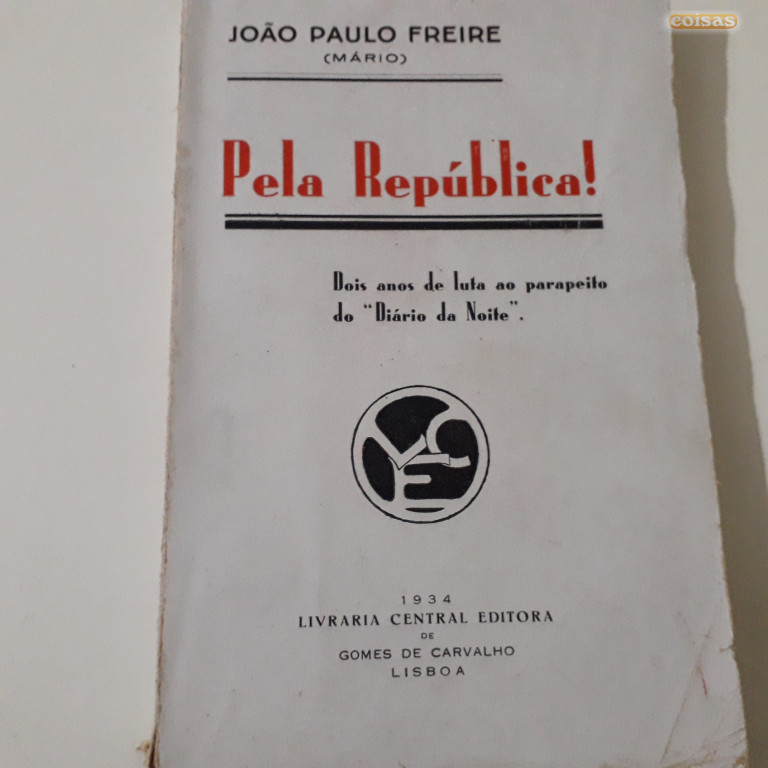 coisas
JOÃO PAULO FREIRE
(MÁRIO)
Pela República!
Dois anos de luta ao parapeito
do "Diário da Noite".
LCE
1934
LIVRARIA CENTRAL EDITORA
DE
GOMES DE CARVALHO
LISBOA